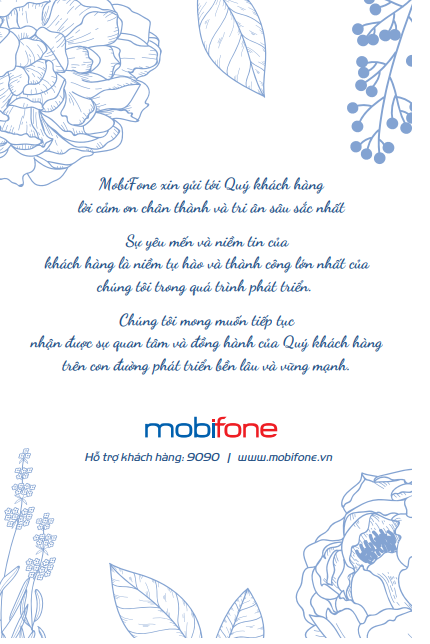 MobiFone xin gửi tới Quý khách hàng
lời cảm ơn chân thành và tri ân sâu sắc nhất
Sự yêu mến và niềm tin của
khách hàng là niềm tự hào và thành công lớn nhất của
chúng tôi trong quá trình phát triển.
Chúng tôi mong muốn tiếp tục
nhận được sự quan tâm và đồng hành của Quý khách hàng
trên con đường phát triển bền lâu và vững mạnh.
mobifone
Hỗ trợ khách hàng: 9090 | www.mobifone.vn